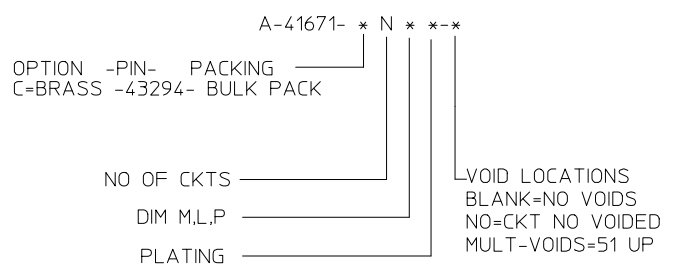 A-41671- * N * *-*
OPTION -PIN- PACKING
C=BRASS -43294- BULK PACK
NO OF CKTS
DIM M,L,P
PLATING
VOID LOCATIONS
BLANK=NO VOIDS
NO=CKT NO VOIDED
MULT-VOIDS=51 UP